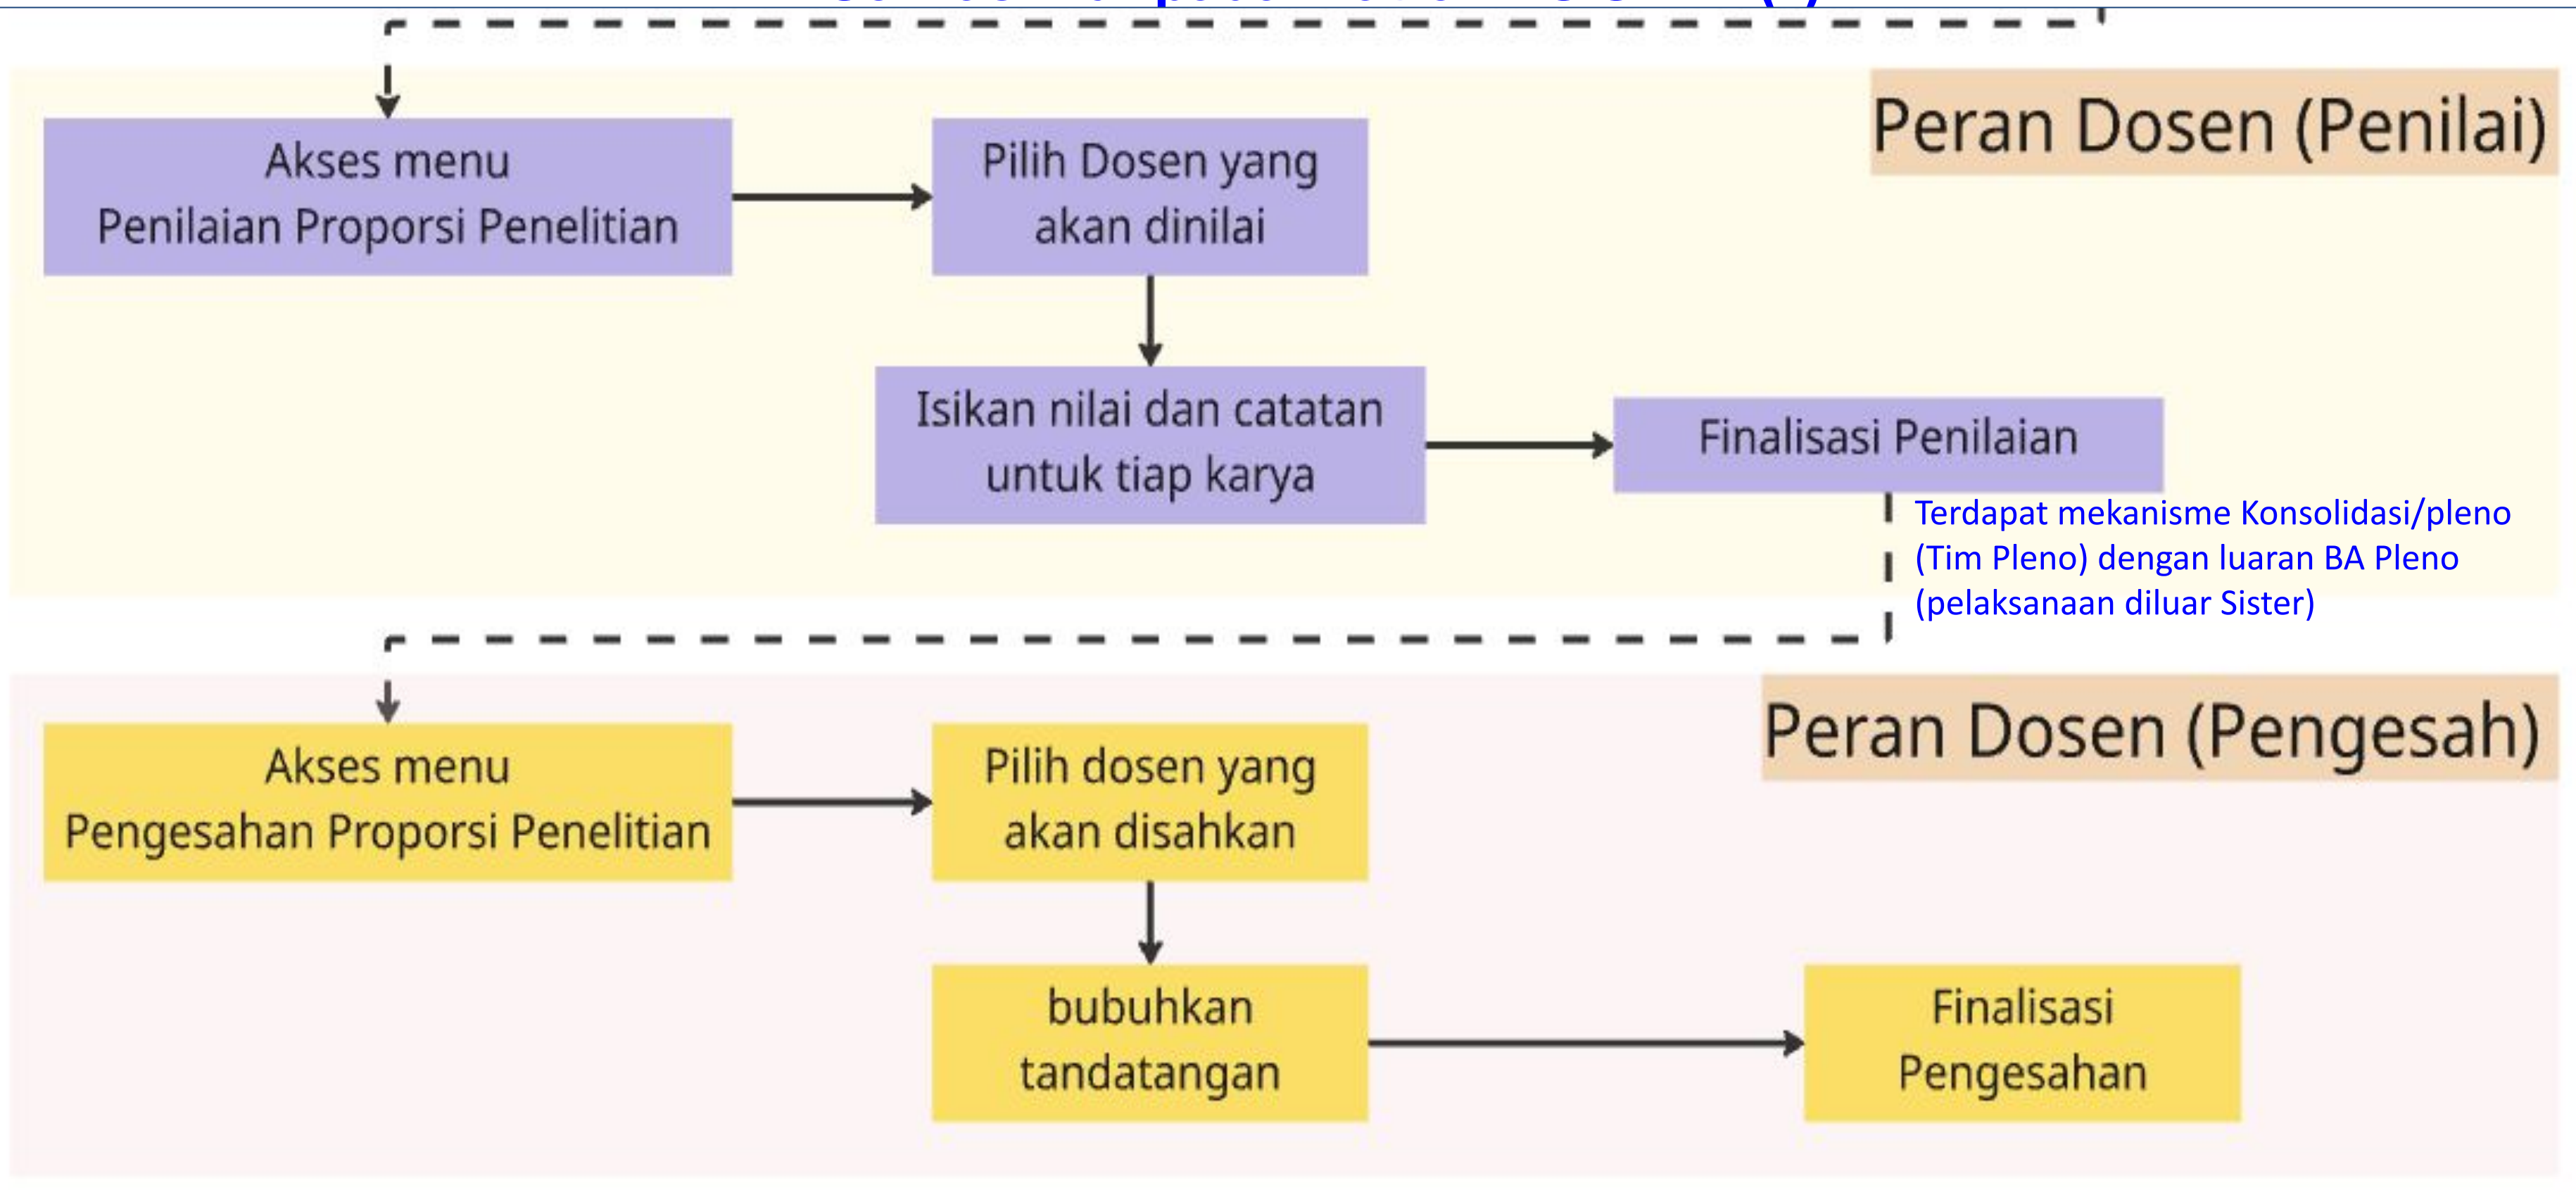 Peran Dosen (Penilai)
Akses menu
Penilaian Proporsi Penelitian
Pilih Dosen yang
akan dinilai
Isikan nilai dan catatan
untuk tiap karya
Finalisasi Penilaian
Terdapat mekanisme Konsolidasi/pleno
(Tim Pleno) dengan luaran BA Pleno
(pelaksanaan diluar Sister)
Peran Dosen (Pengesah)
Akses menu
Pengesahan Proporsi Penelitian
Pilih dosen yang
akan disahkan
bubuhkan
tandatangan
Finalisasi
Pengesahan